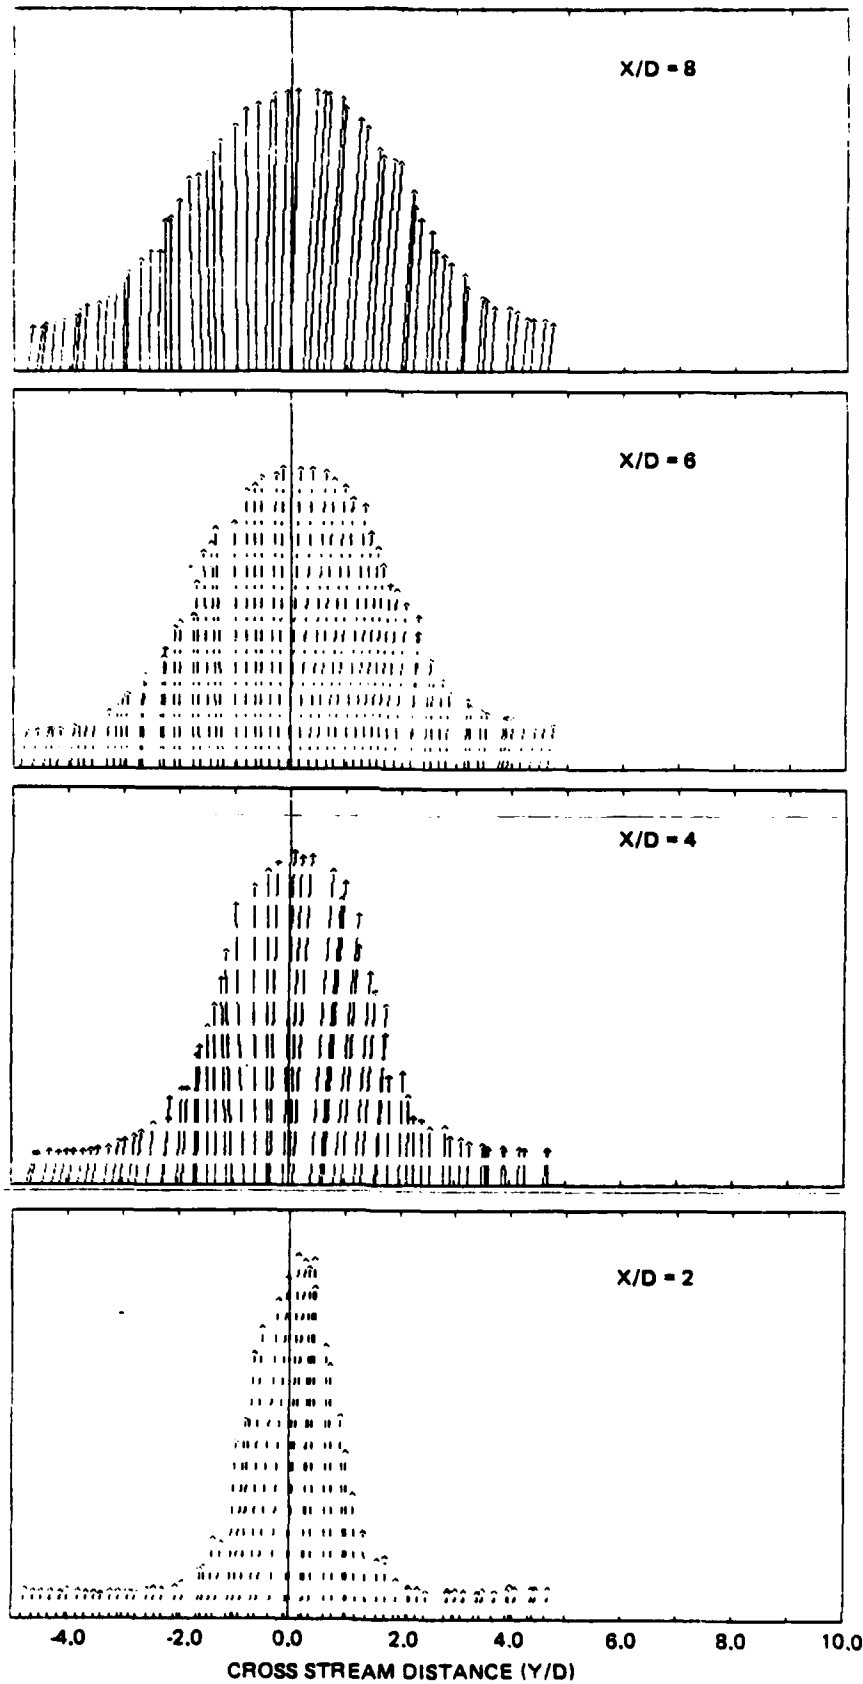 X/D = 8
X/D = 6
X/D = 4
X/D = 2
-4.0 -2.0 0.0 2.0 4.0 6.0 8.0 10.0
CROSS STREAM DISTANCE (Y/D)